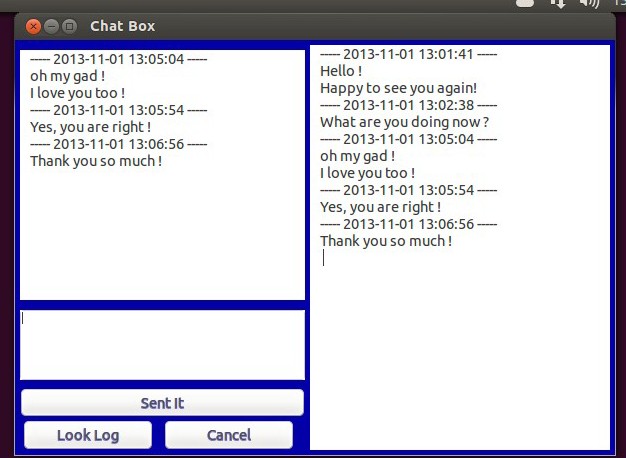 Chat Box
----- 2013-11-01 13:05:04 -----
oh my gad !
I love you too !
----- 2013-11-01 13:05:54 -----
Yes, you are right !
----- 2013-11-01 13:06:56 -----
Thank you so much !
Sent It
Look Log
Cancel
----- 2013-11-01 13:01:41 -----
Hello !
Happy to see you again!
----- 2013-11-01 13:02:38 -----
What are you doing now ?
----- 2013-11-01 13:05:04 -----
oh my gad !
I love you too !
----- 2013-11-01 13:05:54 -----
Yes, you are right !
----- 2013-11-01 13:06:56 -----
Thank you so much !